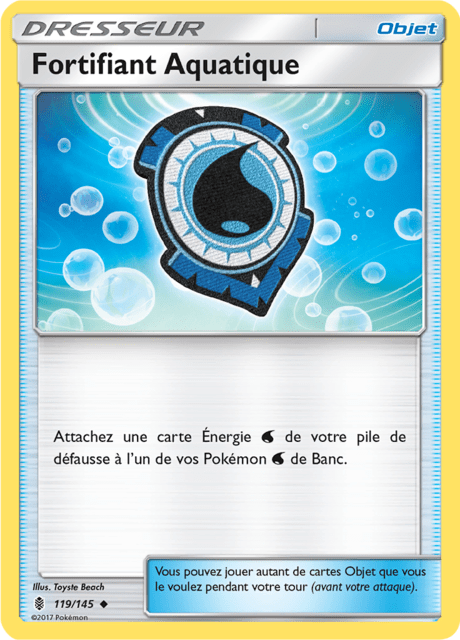 DRESSEUR
Objet
Fortifiant Aquatique
Attachez une carte Énergie de votre pile de
défausse à l'un de vos Pokémon de Banc.
Vous pouvez jouer autant de cartes Objet que vous
le voulez pendant votre tour (avant votre attaque).
Illus. Toyste Beach
119/145 ◆
©2017 Pokémon